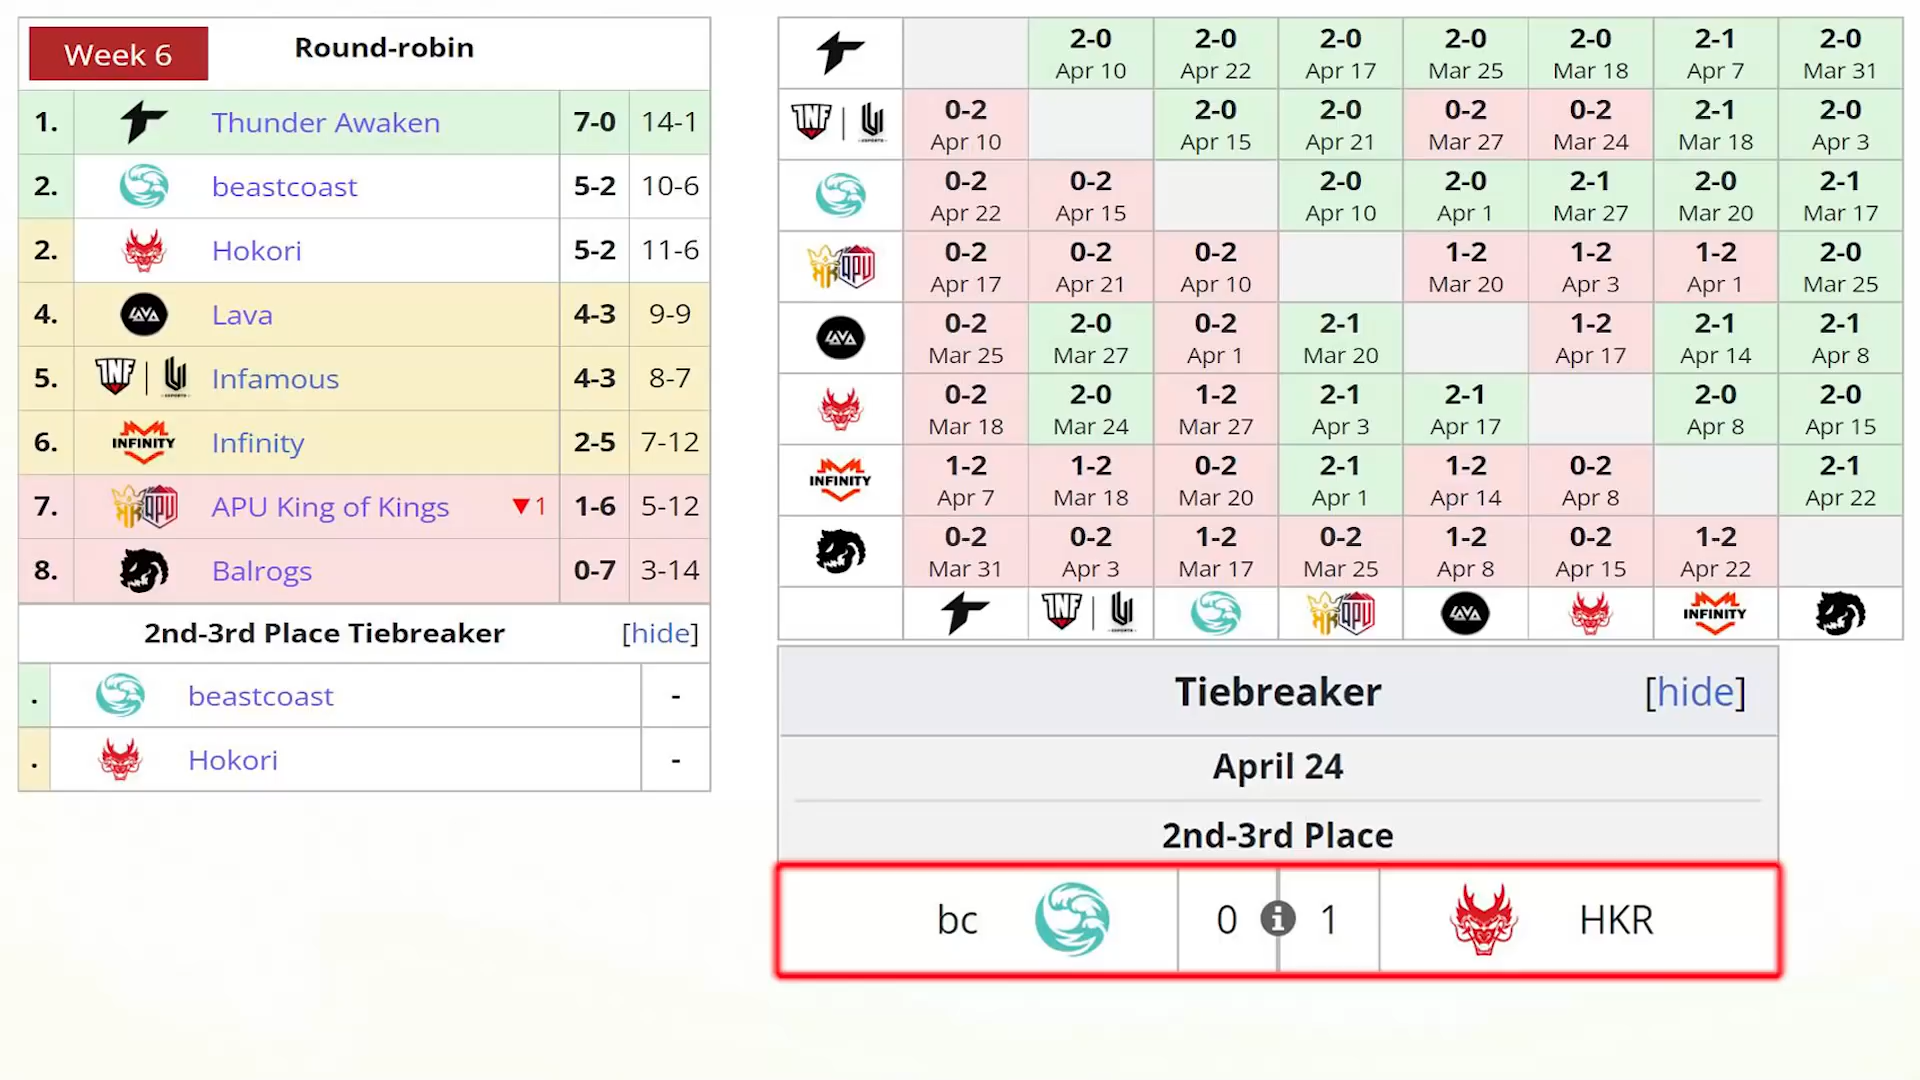 Week 6 Round-robin
1. Thunder Awaken 7-0 14-1
2. beastcoast 5-2 10-6
2. Hokori 5-2 11-6
4. LAVA Lava 4-3 9-9
5. INF | U Infamous 4-3 8-7
6. INFINITY Infinity 2-5 7-12
7. KK QPU APU King of Kings ▼1 1-6 5-12
8. Balrogs 0-7 3-14
2nd-3rd Place Tiebreaker [hide]
. beastcoast -
. Hokori -
2-0 2-0 2-0 2-0 2-0 2-1 2-0
Apr 10 Apr 22 Apr 17 Mar 25 Mar 18 Apr 7 Mar 31
INF | U
0-2 2-0 2-0 0-2 0-2 2-1 2-0
Apr 10 Apr 15 Apr 21 Mar 27 Mar 24 Mar 18 Apr 3
0-2 0-2 2-0 2-0 2-1 2-0 2-1
Apr 22 Apr 15 Apr 10 Apr 1 Mar 27 Mar 20 Mar 17
KK QPU
0-2 0-2 0-2 1-2 1-2 1-2 2-0
Apr 17 Apr 21 Apr 10 Mar 20 Apr 3 Apr 1 Mar 25
LAVA
0-2 2-0 0-2 2-1 1-2 2-1 2-1
Mar 25 Mar 27 Apr 1 Mar 20 Apr 17 Apr 14 Apr 8
0-2 2-0 1-2 2-1 2-1 2-0 2-0
Mar 18 Mar 24 Mar 27 Apr 3 Apr 17 Apr 8 Apr 15
INFINITY
1-2 1-2 0-2 2-1 1-2 0-2 2-1
Apr 7 Mar 18 Mar 20 Apr 1 Apr 14 Apr 8 Apr 22
0-2 0-2 1-2 0-2 1-2 0-2 1-2
Mar 31 Apr 3 Mar 17 Mar 25 Apr 8 Apr 15 Apr 22
INF | U KK QPU LAVA INFINITY
Tiebreaker [hide]
April 24
2nd-3rd Place
bc 0 i 1 HKR